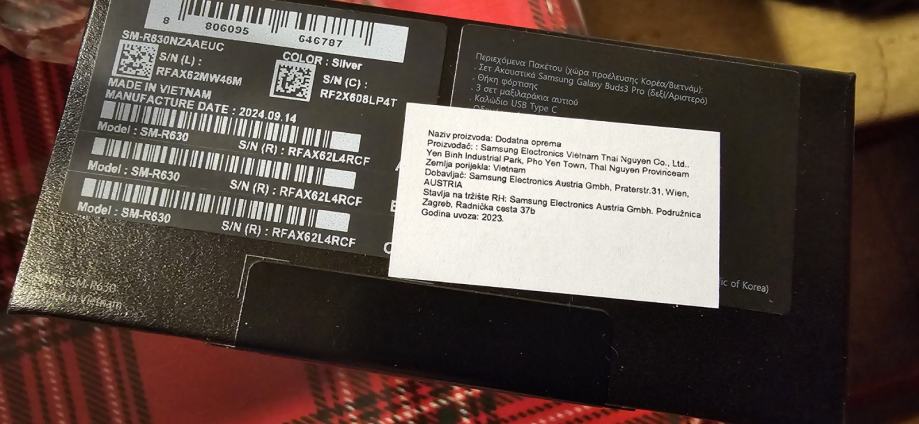 8 806095 646787
SM-R630NZAAEUC
COLOR : Silver
S/N (L) :
RFAX62MW46M
S/N (C) :
RF2X608LP4T
MADE IN VIETNAM
MANUFACTURE DATE : 2024.09.14
Model : SM-R630
S/N (R) : RFAX62L4RCF
Model : SM-R630
S/N (R) : RFAX62L4RCF
Model : SM-R630
S/N (R) : RFAX62L4RCF
SM-R630
in Vietnam
Περιεχόμενα Πακέτου (χώρα προέλευσης Κορέα/Βιετνάμ):
. Σετ Ακουστικά Samsung Galaxy Buds3 Pro (δεξί/Αριστερό)
. Θήκη φόρτισης
. 3 σετ μαξιλαράκια αυτιού
. Καλώδιο USB Type C
Naziv proizvoda: Dodatna oprema
Proizvođač: : Samsung Electronics Vietnam Thai Nguyen Co., Ltd..
Yen Binh Industrial Park, Pho Yen Town, Thai Nguyen Provinceam
Zemlja porijekla: Vietnam
Dobavljač: Samsung Electronics Austria Gmbh, Praterstr.31, Wien,
AUSTRIA
Stavlja na tržište RH: Samsung Electronics Austria Gmbh. Podružnica
Zagreb, Radnička cesta 37b
Godina uvoza: 2023.
of Korea)